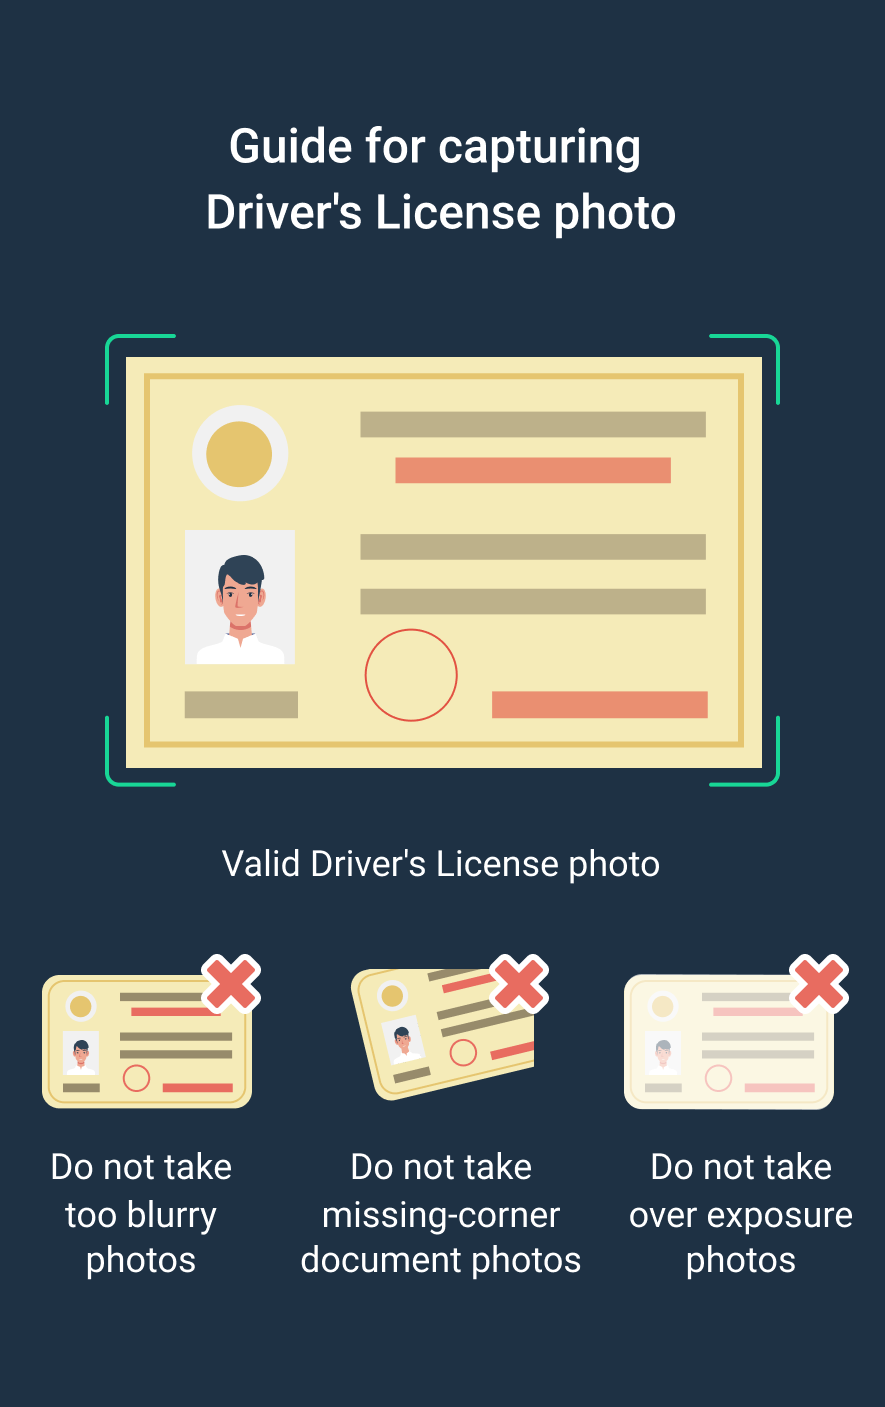 Guide for capturing
Driver's License photo
Valid Driver's License photo
Do not take
too blurry
photos
Do not take
missing-corner
document photos
Do not take
over exposure
photos